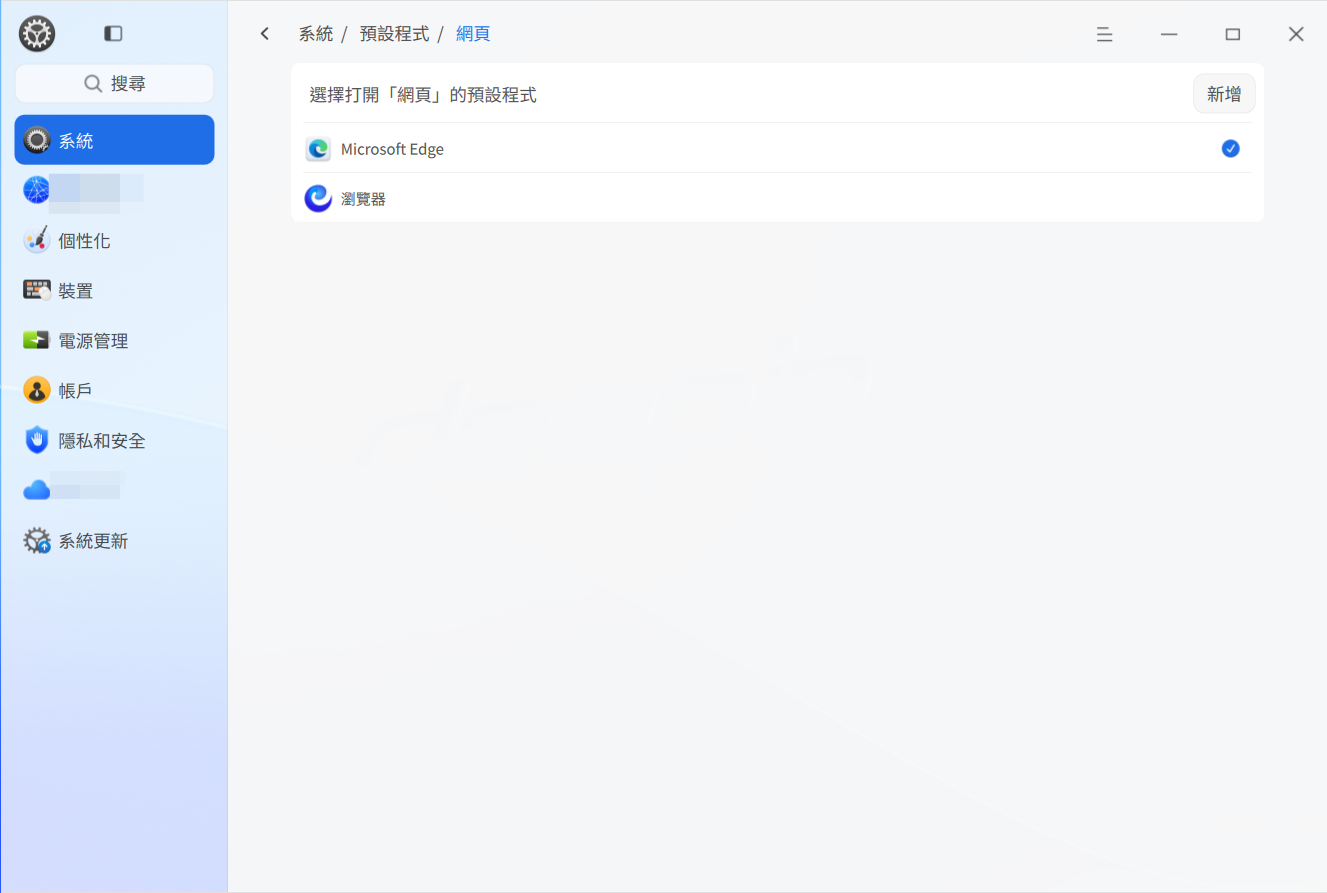 搜尋
系統
個性化
裝置
電源管理
帳戶
隱私和安全
系統更新
系統 / 預設程式 / 網頁
選擇打開「網頁」的預設程式
新增
Microsoft Edge
瀏覽器